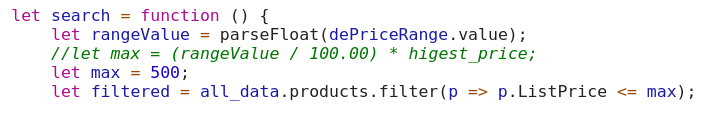 let search = function () {
    let rangeValue = parseFloat(dePriceRange.value);
    //let max = (rangeValue / 100.00) * higest_price;
    let max = 500;
    let filtered = all_data.products.filter(p => p.ListPrice <= max);